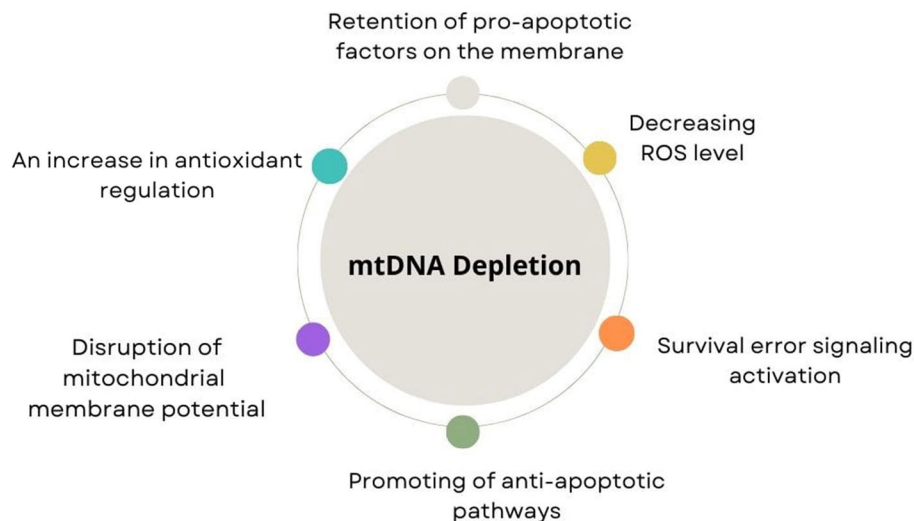 Retention of pro-apoptotic
factors on the membrane
Decreasing
ROS level
An increase in antioxidant
regulation
mtDNA Depletion
Disruption of
mitochondrial
membrane potential
Survival error signaling
activation
Promoting of anti-apoptotic
pathways